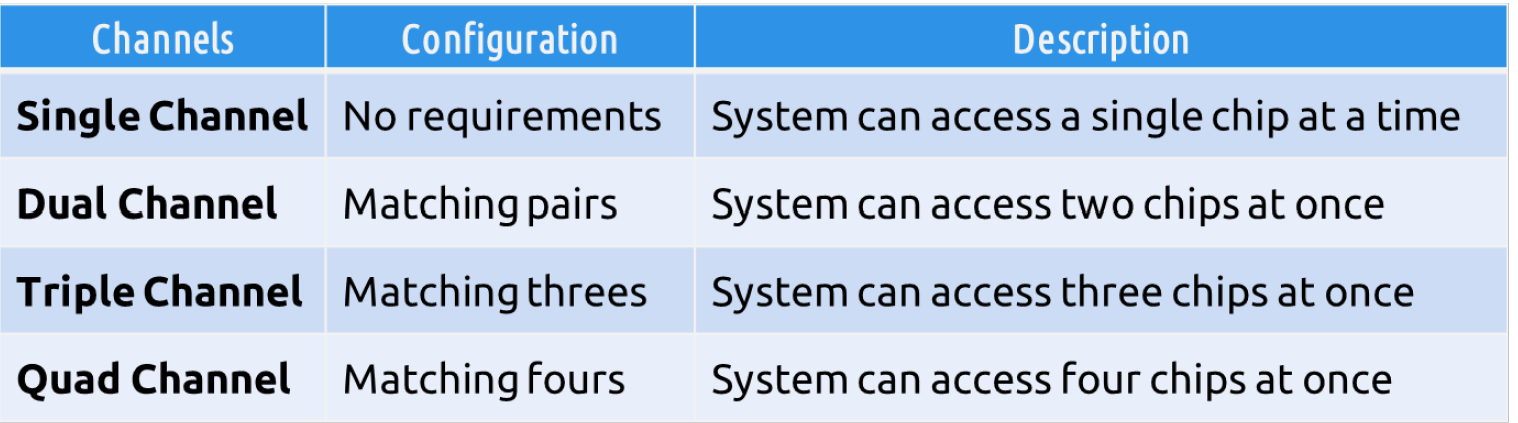 Channels Configuration Description
Single Channel No requirements System can access a single chip at a time
Dual Channel Matching pairs System can access two chips at once
Triple Channel Matching threes System can access three chips at once
Quad Channel Matching fours System can access four chips at once